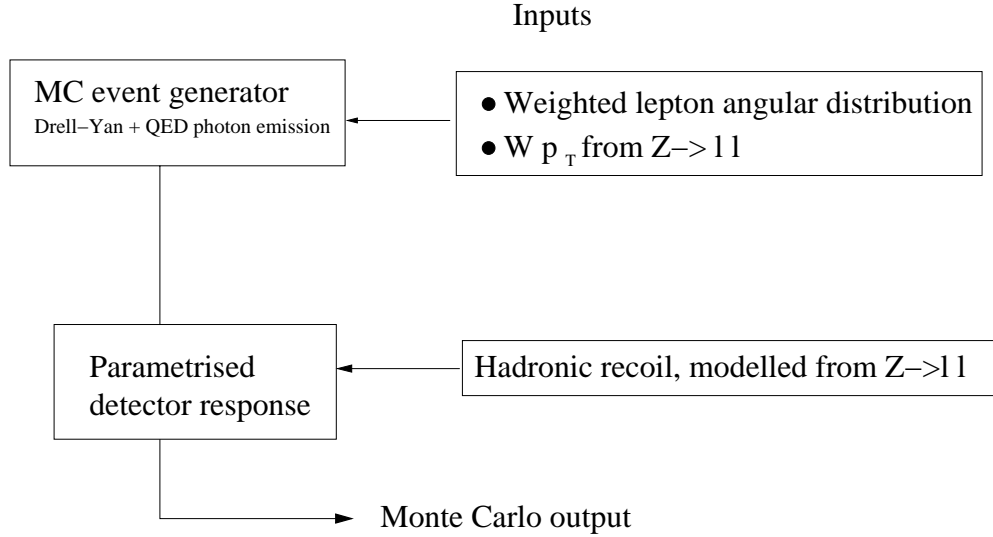 Inputs
MC event generator
Drell−Yan + QED photon emission
● Weighted lepton angular distribution
● W p T from Z−> l l
Parametrised
detector response
Hadronic recoil, modelled from Z−>l l
Monte Carlo output